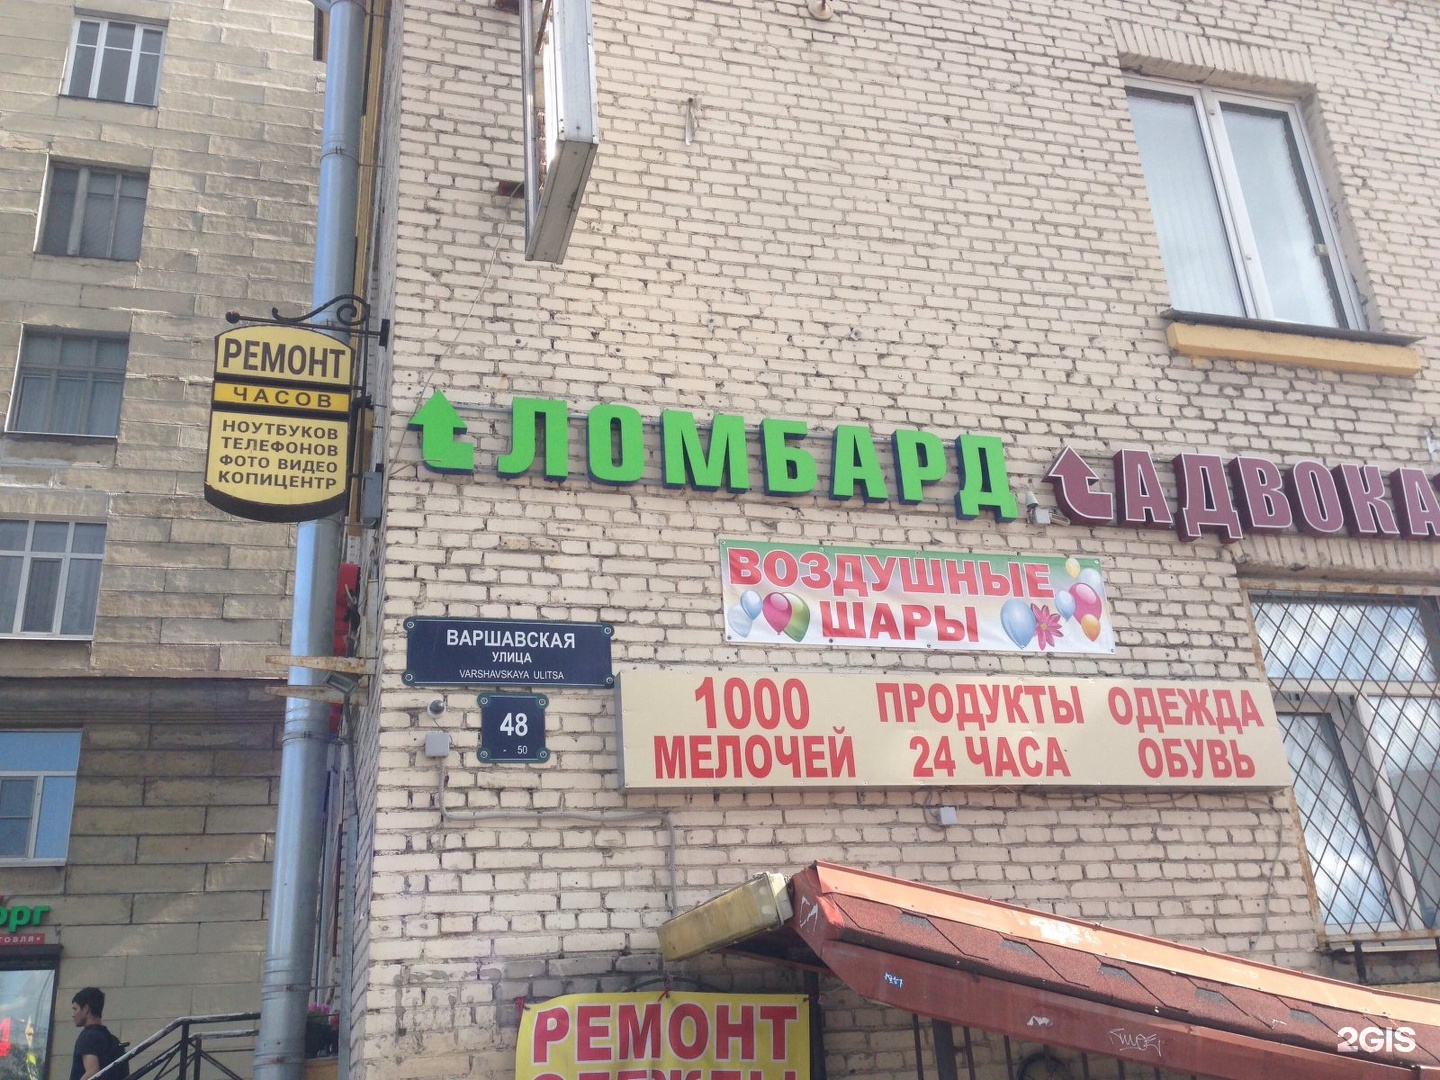 РЕМОНТ
ЧАСОВ
НОУТБУКОВ
ТЕЛЕФОНОВ
ФОТО ВИДЕО
КОПИЦЕНТР
ЛОМБАРД
АДВОКА
ВОЗДУШНЫЕ
ШАРЫ
ВАРШАВСКАЯ
УЛИЦА
VARSHAVSKAYA ULITSA
48
- 50
1000
МЕЛОЧЕЙ
ПРОДУКТЫ
24 ЧАСА
ОДЕЖДА
ОБУВЬ
РЕМОНТ
ОДЕЖДЫ
2GIS